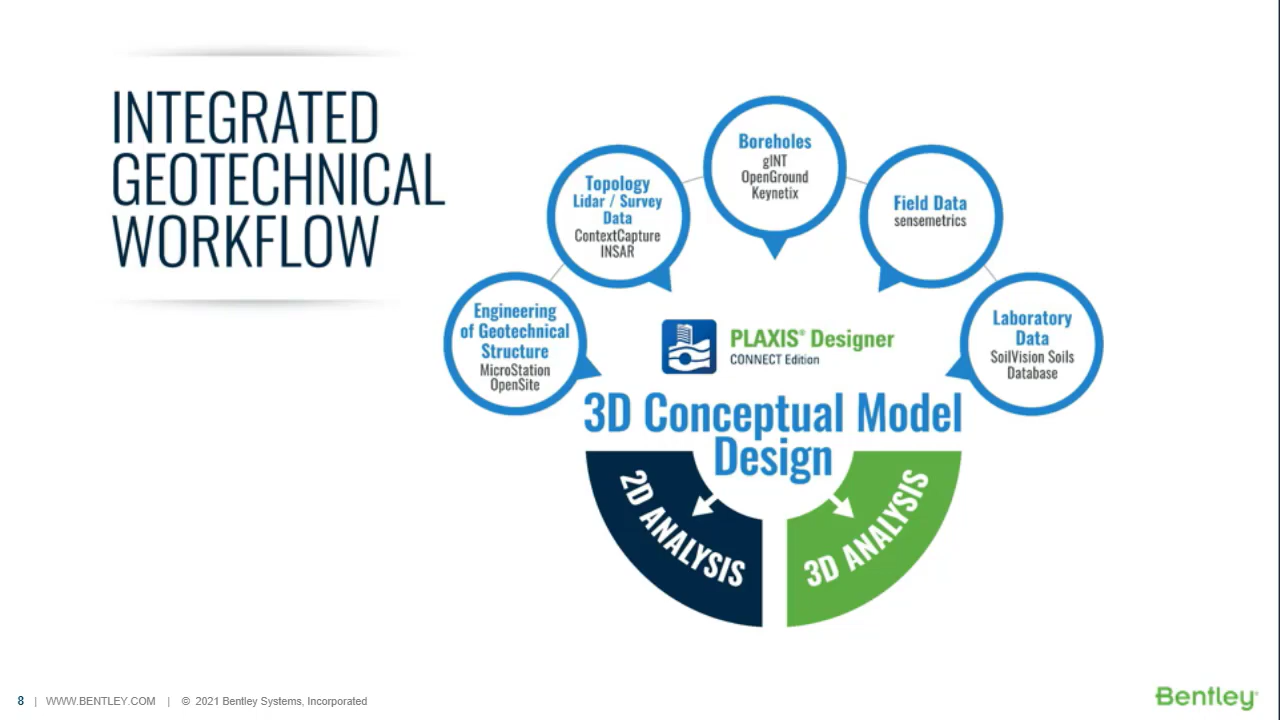 INTEGRATED
GEOTECHNICAL
WORKFLOW
Engineering
of Geotechnical
Structure
MicroStation
OpenSite
Topology
Lidar / Survey
Data
ContextCapture
INSAR
Boreholes
gINT
OpenGround
Keynetix
Field Data
sensemetrics
Laboratory
Data
SoilVision Soils
Database
PLAXIS® Designer
CONNECT Edition
3D Conceptual Model
Design
2D ANALYSIS
3D ANALYSIS
8 | WWW.BENTLEY.COM | © 2021 Bentley Systems, Incorporated
Bentley®